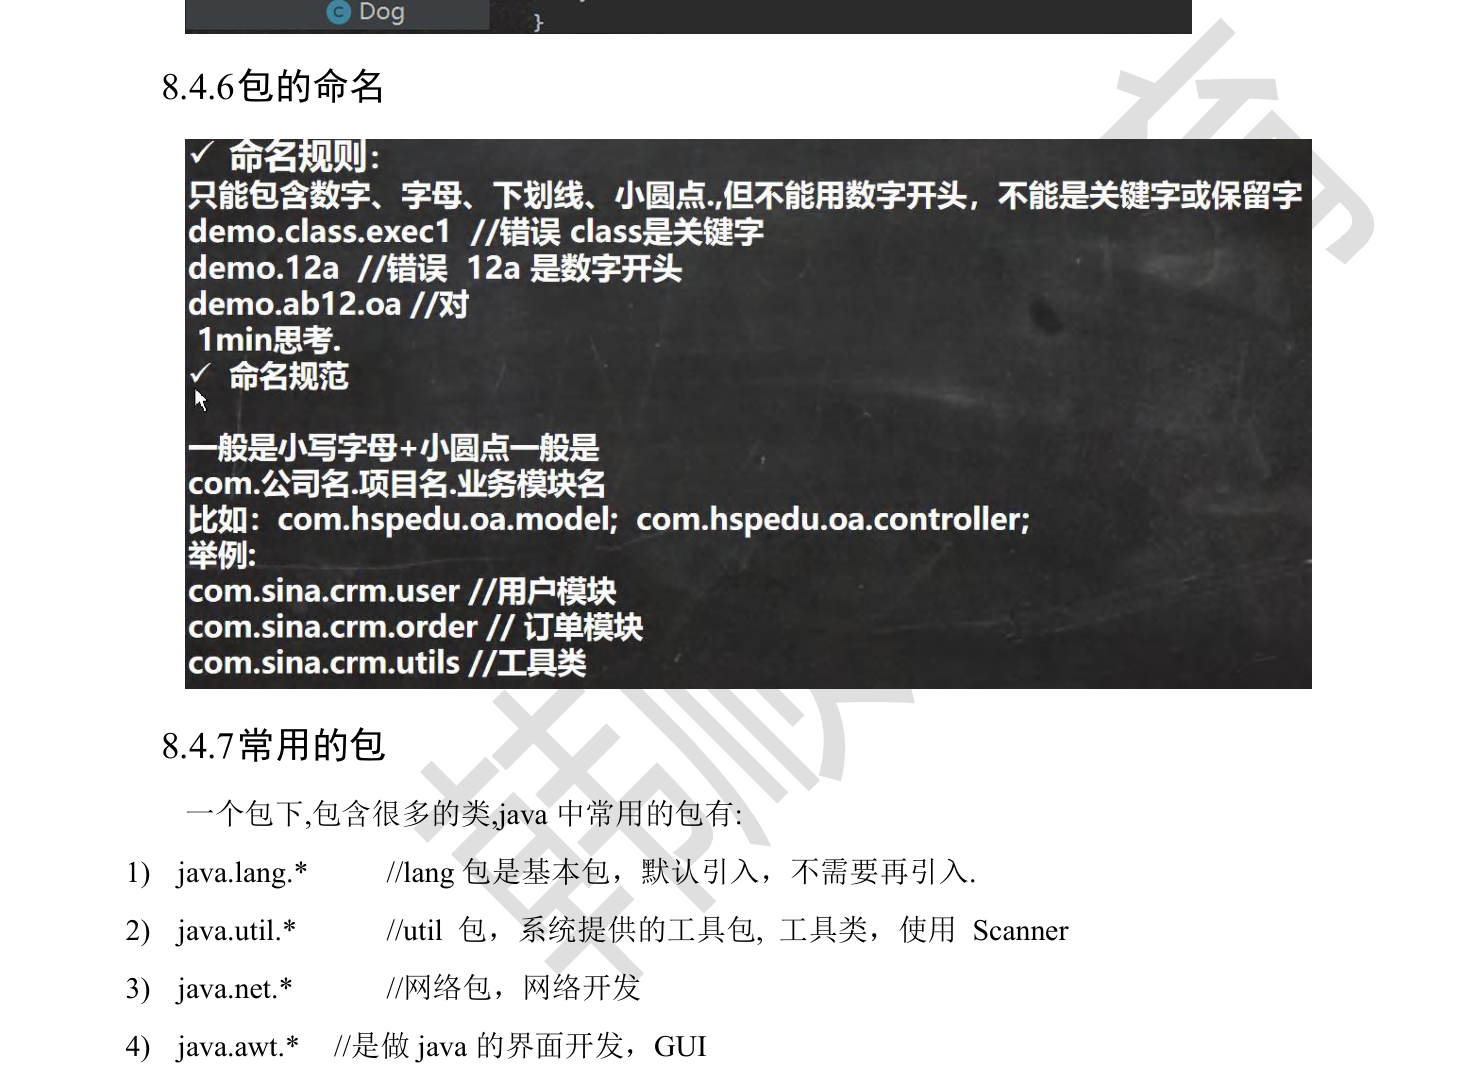 Dog
}
8.4.6包的命名
✓ 命名规则：
只能包含数字、字母、下划线、小圆点.,但不能用数字开头，不能是关键字或保留字
demo.class.exec1 //错误 class是关键字
demo.12a //错误 12a 是数字开头
demo.ab12.oa //对
1min思考.
✓ 命名规范
一般是小写字母+小圆点一般是
com.公司名.项目名.业务模块名
比如：com.hspedu.oa.model; com.hspedu.oa.controller;
举例:
com.sina.crm.user //用户模块
com.sina.crm.order // 订单模块
com.sina.crm.utils //工具类
8.4.7常用的包
一个包下,包含很多的类,java 中常用的包有:
1) java.lang.* //lang 包是基本包，默认引入，不需要再引入.
2) java.util.* //util 包，系统提供的工具包, 工具类，使用 Scanner
3) java.net.* //网络包，网络开发
4) java.awt.* //是做 java 的界面开发，GUI